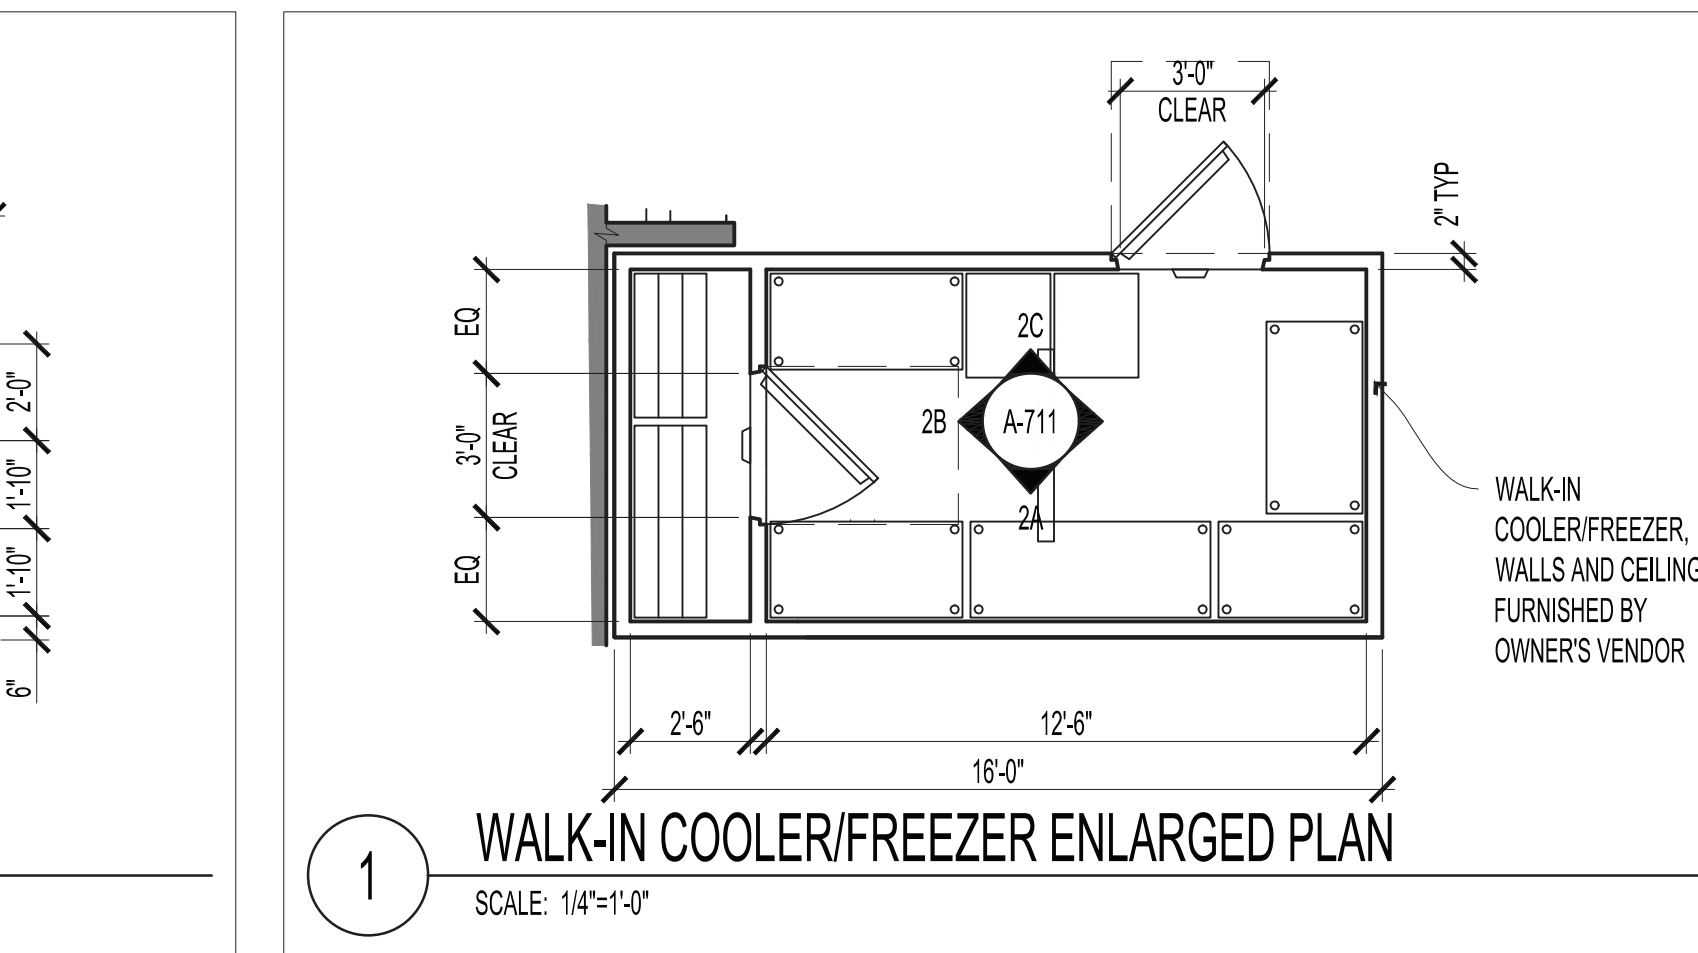 2'-0"
1'-10"
1'-10"
6"
3'-0"
CLEAR
2" TYP
EQ
3'-0"
CLEAR
EQ
2C
2B
A-711
2A
WALK-IN
COOLER/FREEZER,
WALLS AND CEILING
FURNISHED BY
OWNER'S VENDOR
2'-6"
12'-6"
16'-0"
1
WALK-IN COOLER/FREEZER ENLARGED PLAN
SCALE: 1/4"=1'-0"